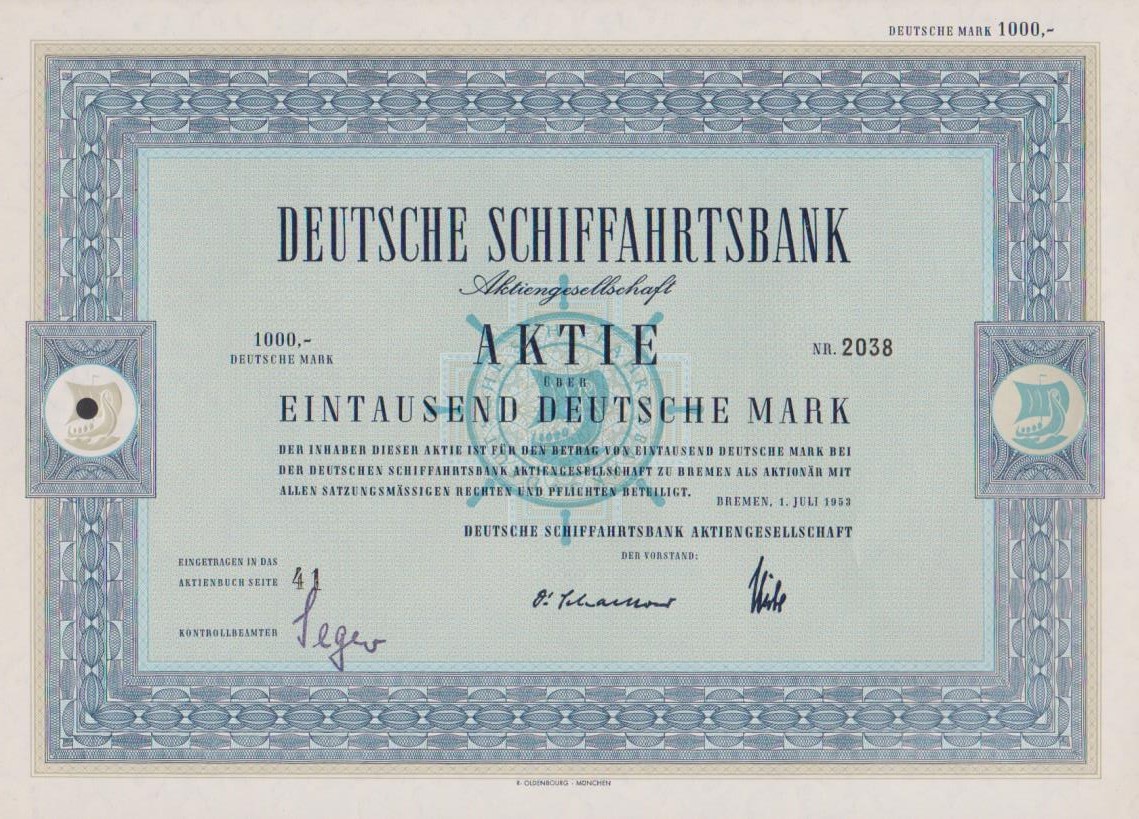 DEUTSCHE MARK 1000,-
DEUTSCHE SCHIFFAHRTSBANK
Aktiengesellschaft
AKTIE
1000,-
DEUTSCHE MARK
NR. 2038
ÜBER
EINTAUSEND DEUTSCHE MARK
DER INHABER DIESER AKTIE IST FÜR DEN BETRAG VON EINTAUSEND DEUTSCHE MARK BEI
DER DEUTSCHEN SCHIFFAHRTSBANK AKTIENGESELLSCHAFT ZU BREMEN ALS AKTIONÄR MIT
ALLEN SATZUNGSMÄSSIGEN RECHTEN UND PFLICHTEN BETEILIGT.
BREMEN, 1. JULI 1953
DEUTSCHE SCHIFFAHRTSBANK AKTIENGESELLSCHAFT
DER VORSTAND:
EINGETRAGEN IN DAS
AKTIENBUCH SEITE 41
KONTROLLBEAMTER
R. OLDENBOURG - MÜNCHEN